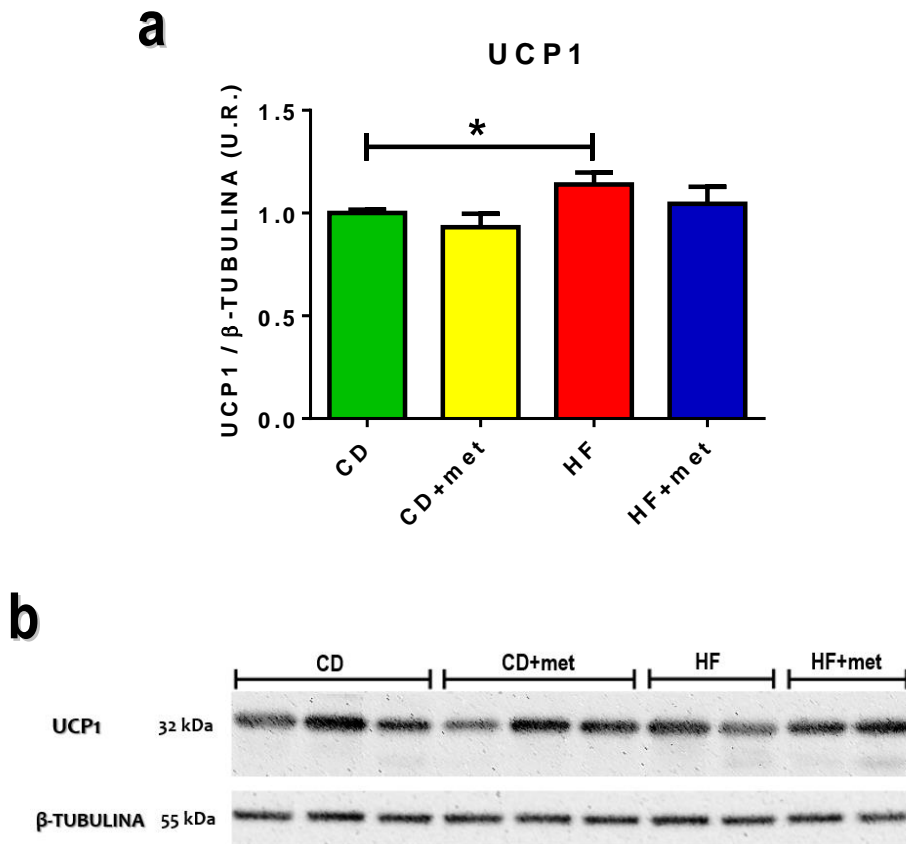 a
UCP1
UCP1 / β-TUBULINA (U.R.)
1.5
1.0
0.5
0.0
*
CD
CD+met
HF
HF+met
b
CD CD+met HF HF+met
UCP1 32 kDa
β-TUBULINA 55 kDa